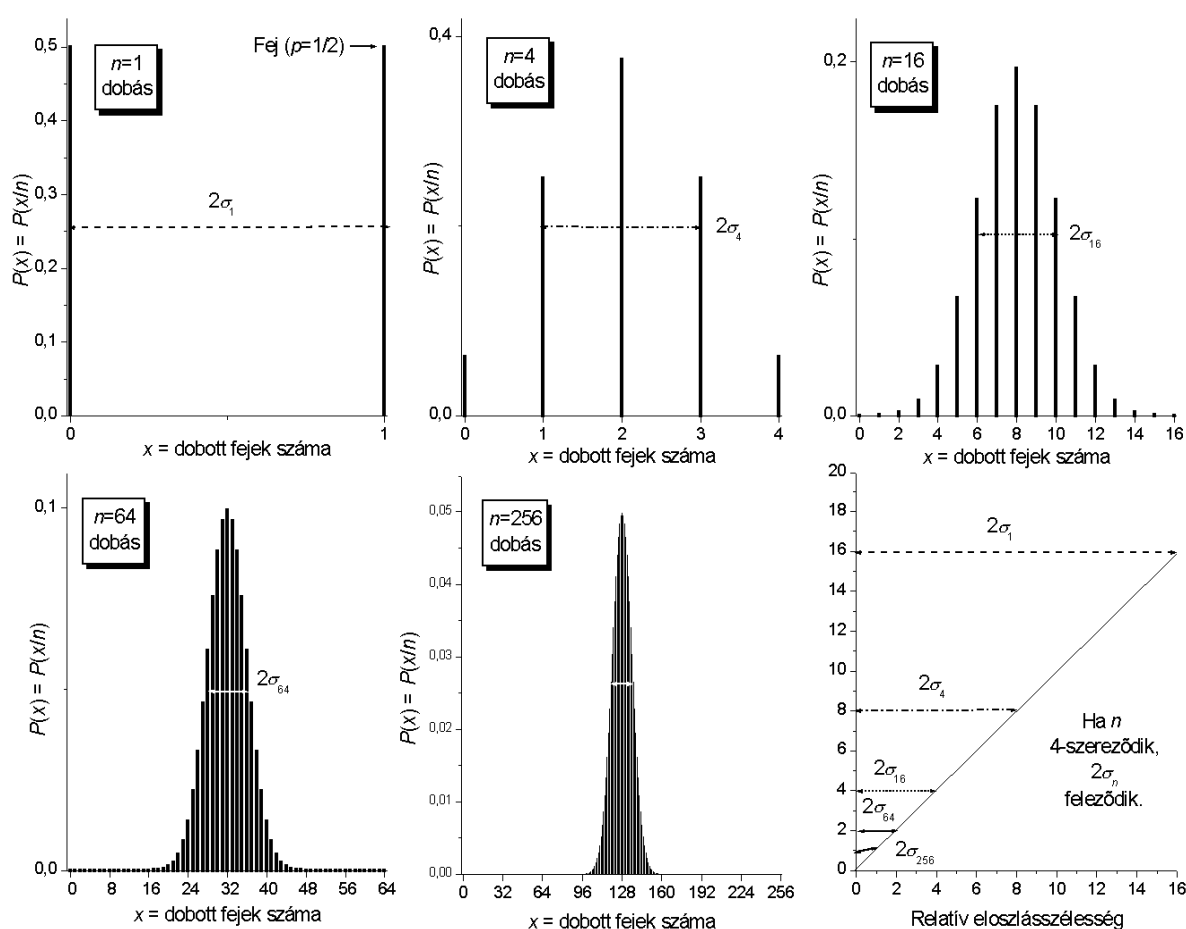 P(x) = P(x/n)
0,5
0,4
0,3
0,2
0,1
0,0
n=1
dobás
Fej (p=1/2)
2σ1
0 1
x = dobott fejek száma
P(x) = P(x/n)
0,4
0,0
n=4
dobás
2σ4
0 1 2 3 4
x = dobott fejek száma
P(x) = P(x/n)
0,2
0,0
n=16
dobás
2σ16
0 2 4 6 8 10 12 14 16
x = dobott fejek száma
P(x) = P(x/n)
0,1
0,0
n=64
dobás
2σ64
0 8 16 24 32 40 48 56 64
x = dobott fejek száma
P(x) = P(x/n)
0,05
0,04
0,03
0,02
0,01
0,00
n=256
dobás
0 32 64 96 128 160 192 224 256
x = dobott fejek száma
20
18
16
14
12
10
8
6
4
2
0
2σ1
2σ4
2σ16
2σ64
2σ256
Ha n
4-szerezõdik,
2σn
felezõdik.
0 2 4 6 8 10 12 14 16
Relatív eloszlásszélesség